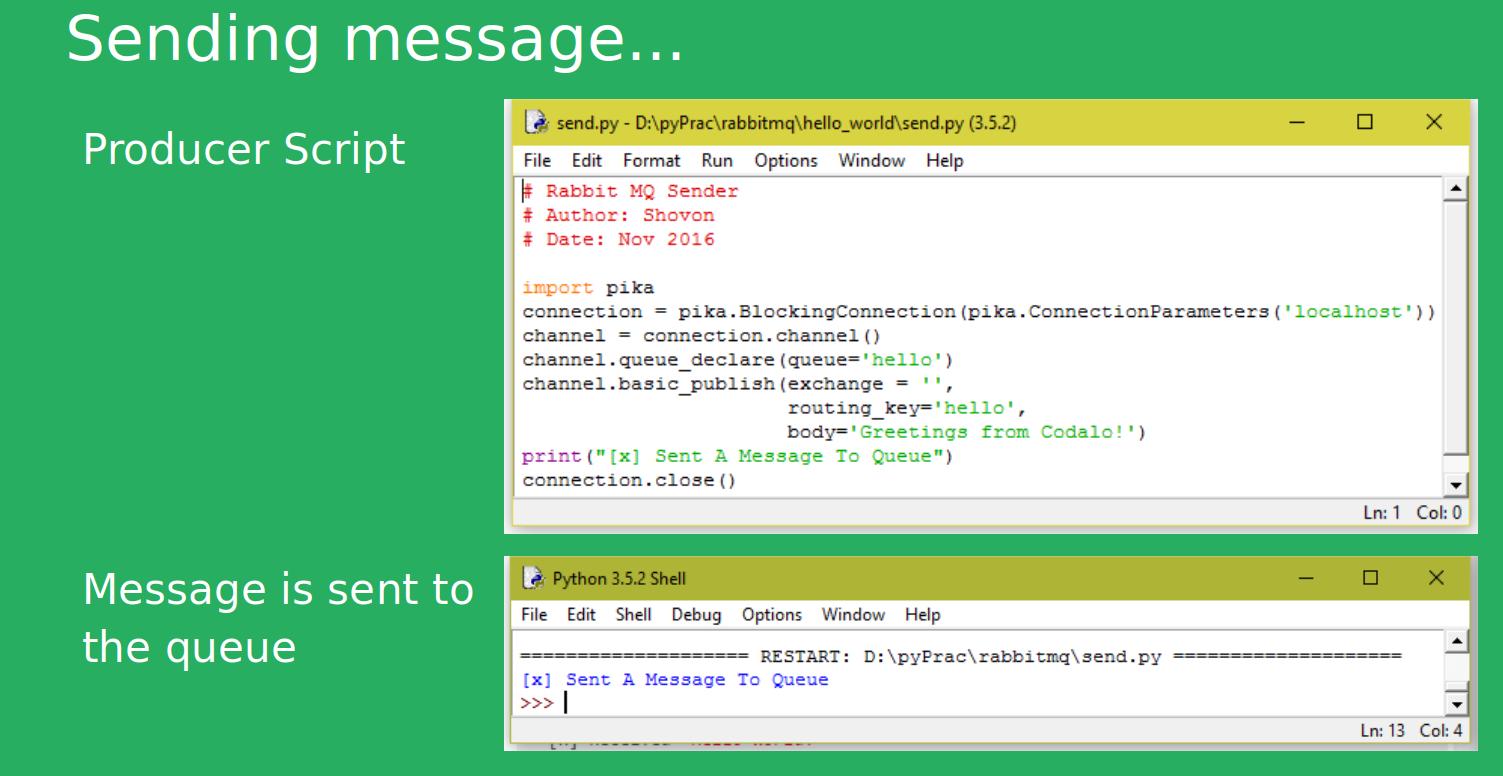 Sending message...
Producer Script
send.py - D:\pyPrac\rabbitmq\hello_world\send.py (3.5.2)
File Edit Format Run Options Window Help
# Rabbit MQ Sender
# Author: Shovon
# Date: Nov 2016
import pika
connection = pika.BlockingConnection(pika.ConnectionParameters('localhost'))
channel = connection.channel()
channel.queue_declare(queue='hello')
channel.basic_publish(exchange = '',
routing_key='hello',
body='Greetings from Codalo!')
print("[x] Sent A Message To Queue")
connection.close()
Ln: 1 Col: 0
Message is sent to
the queue
Python 3.5.2 Shell
File Edit Shell Debug Options Window Help
==================== RESTART: D:\pyPrac\rabbitmq\send.py ====================
[x] Sent A Message To Queue
>>>
Ln: 13 Col: 4